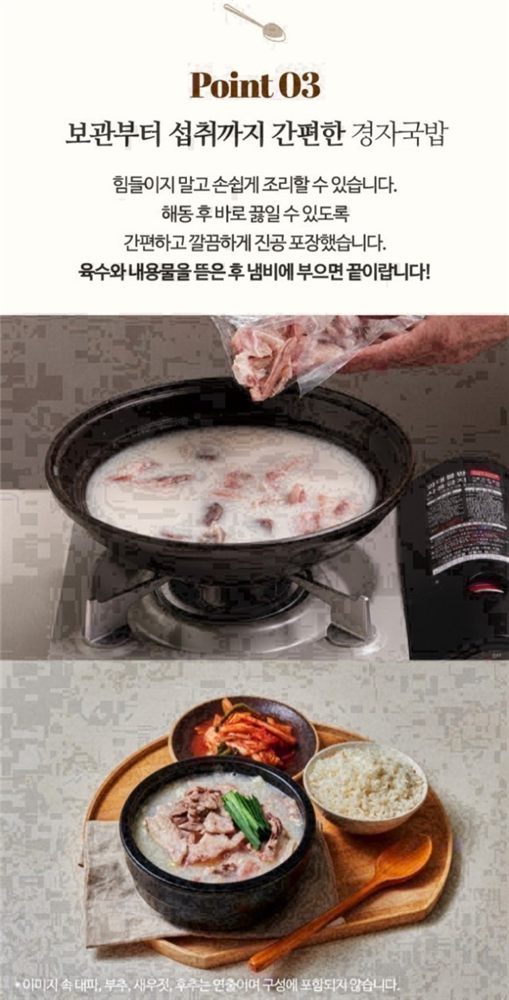 Point 03
보관부터 섭취까지 간편한 경자국밥
힘들이지 말고 손쉽게 조리할 수 있습니다.
해동 후 바로 끓일 수 있도록
간편하고 깔끔하게 진공 포장했습니다.
육수와 내용물을 뜯은 후 냄비에 부으면 끝이랍니다!
* 이미지 속 대파, 부추, 새우젓, 후추는 연출이며 구성에 포함되지 않습니다.